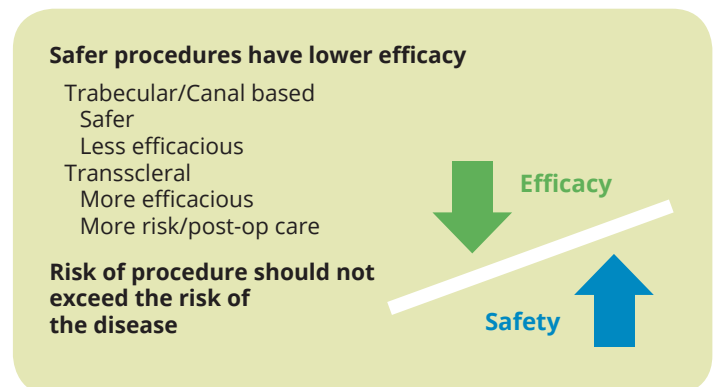 Safer procedures have lower efficacy
Trabecular/Canal based
Safer
Less efficacious
Transscleral
More efficacious
More risk/post-op care
Risk of procedure should not
exceed the risk of
the disease
Efficacy
Safety